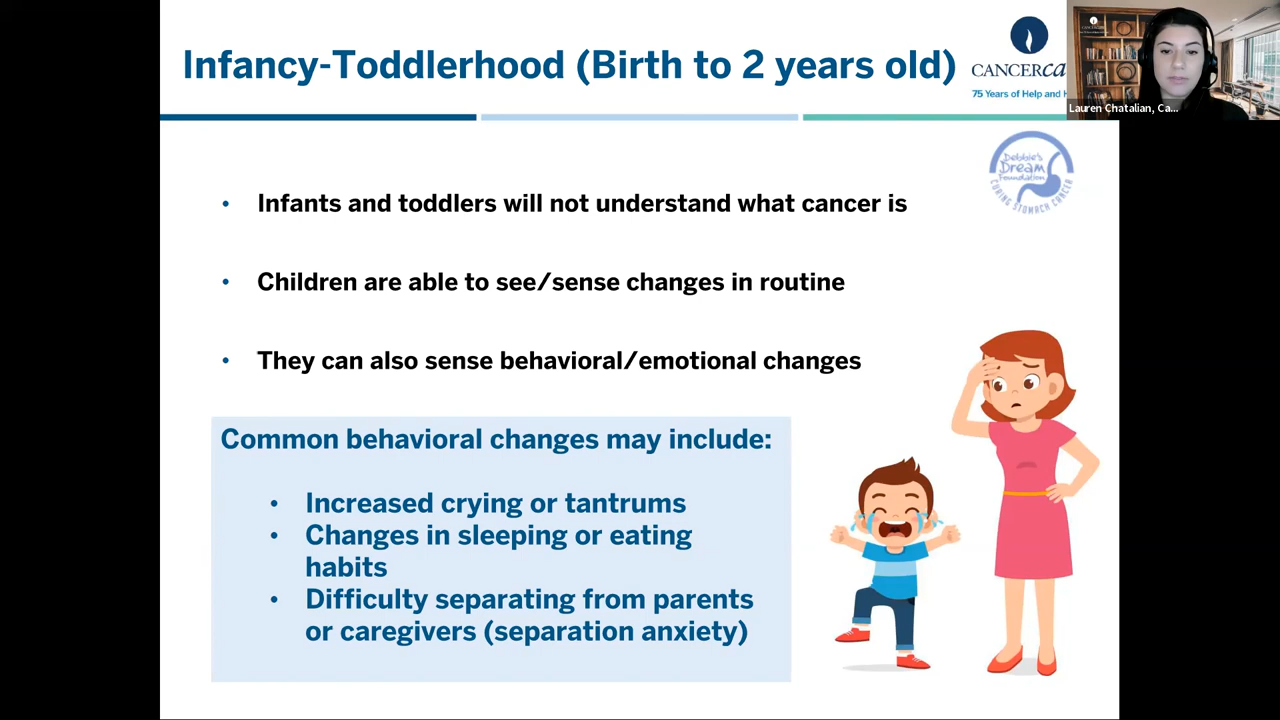 Infancy-Toddlerhood (Birth to 2 years old)
CANCERca
75 Years of Help and H
Lauren Chatalian, Ca...
Debbie's
Dream
Foundation
CURING STOMACH CANCER
• Infants and toddlers will not understand what cancer is
• Children are able to see/sense changes in routine
• They can also sense behavioral/emotional changes
Common behavioral changes may include:
• Increased crying or tantrums
• Changes in sleeping or eating
habits
• Difficulty separating from parents
or caregivers (separation anxiety)